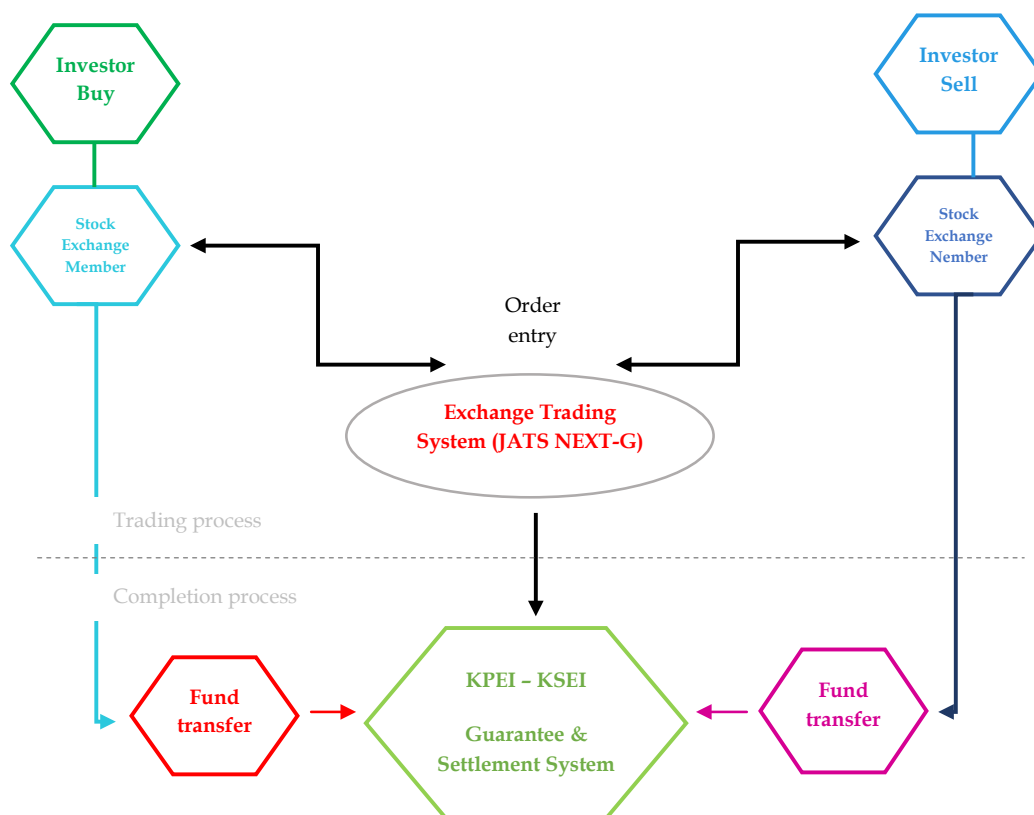 Investor
Buy
Investor
Sell
Stock
Exchange
Member
Stock
Exchange
Nember
Order
entry
Exchange Trading
System (JATS NEXT-G)
Trading process
Completion process
Fund
transfer
KPEI – KSEI
Guarantee &
Settlement System
Fund
transfer